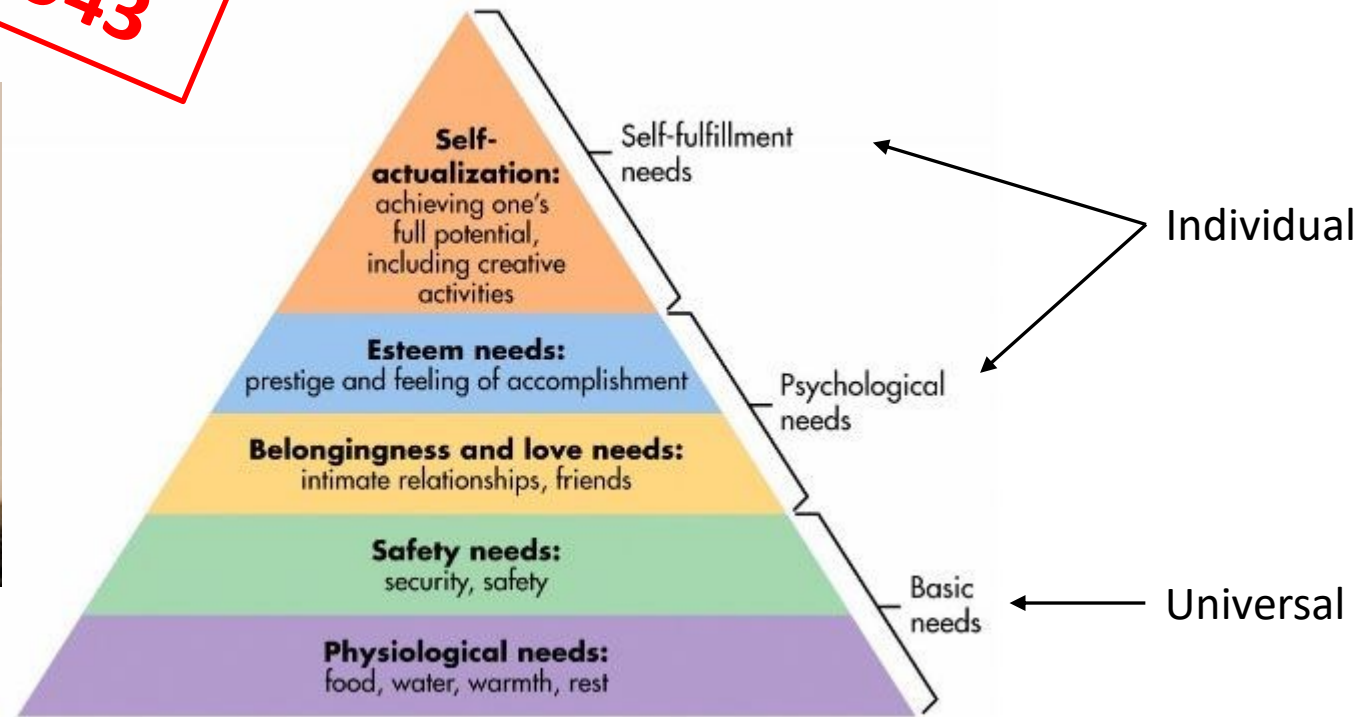 Self-
actualization:
achieving one's
full potential,
including creative
activities
Self-fulfillment
needs
Individual
Esteem needs:
prestige and feeling of accomplishment
Psychological
needs
Belongingness and love needs:
intimate relationships, friends
Safety needs:
security, safety
Basic
needs
Universal
Physiological needs:
food, water, warmth, rest